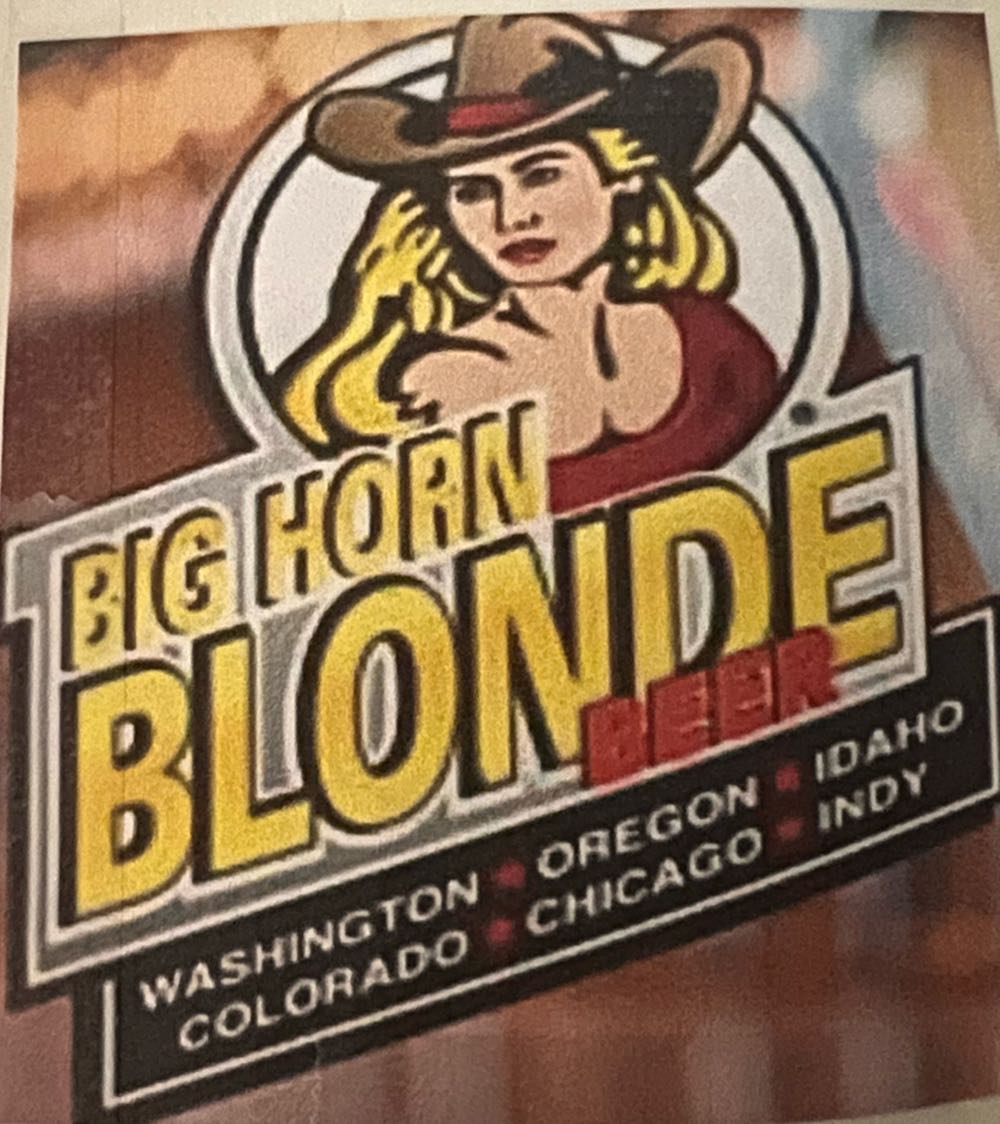 BIG HORN
BLONDE
BEER
WASHINGTON • OREGON • IDAHO
COLORADO • CHICAGO • INDY